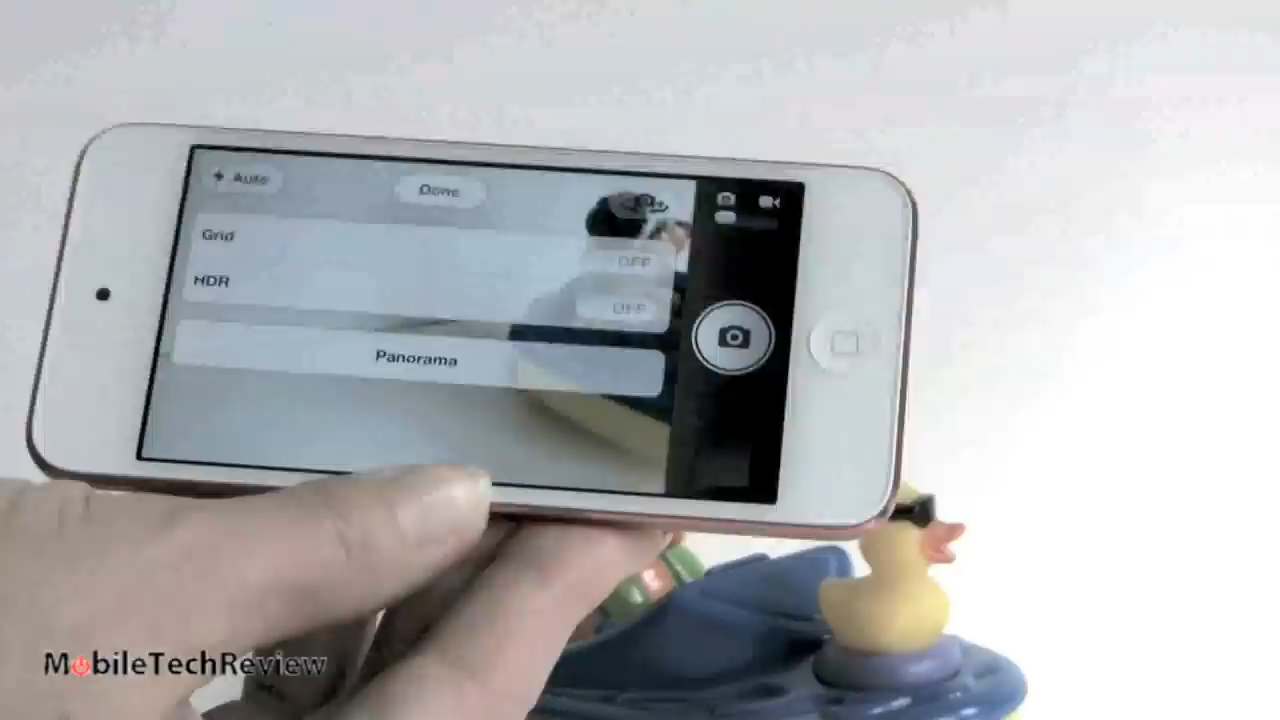 Auto
Done
Grid
OFF
HDR
OFF
Panorama
MobileTechReview